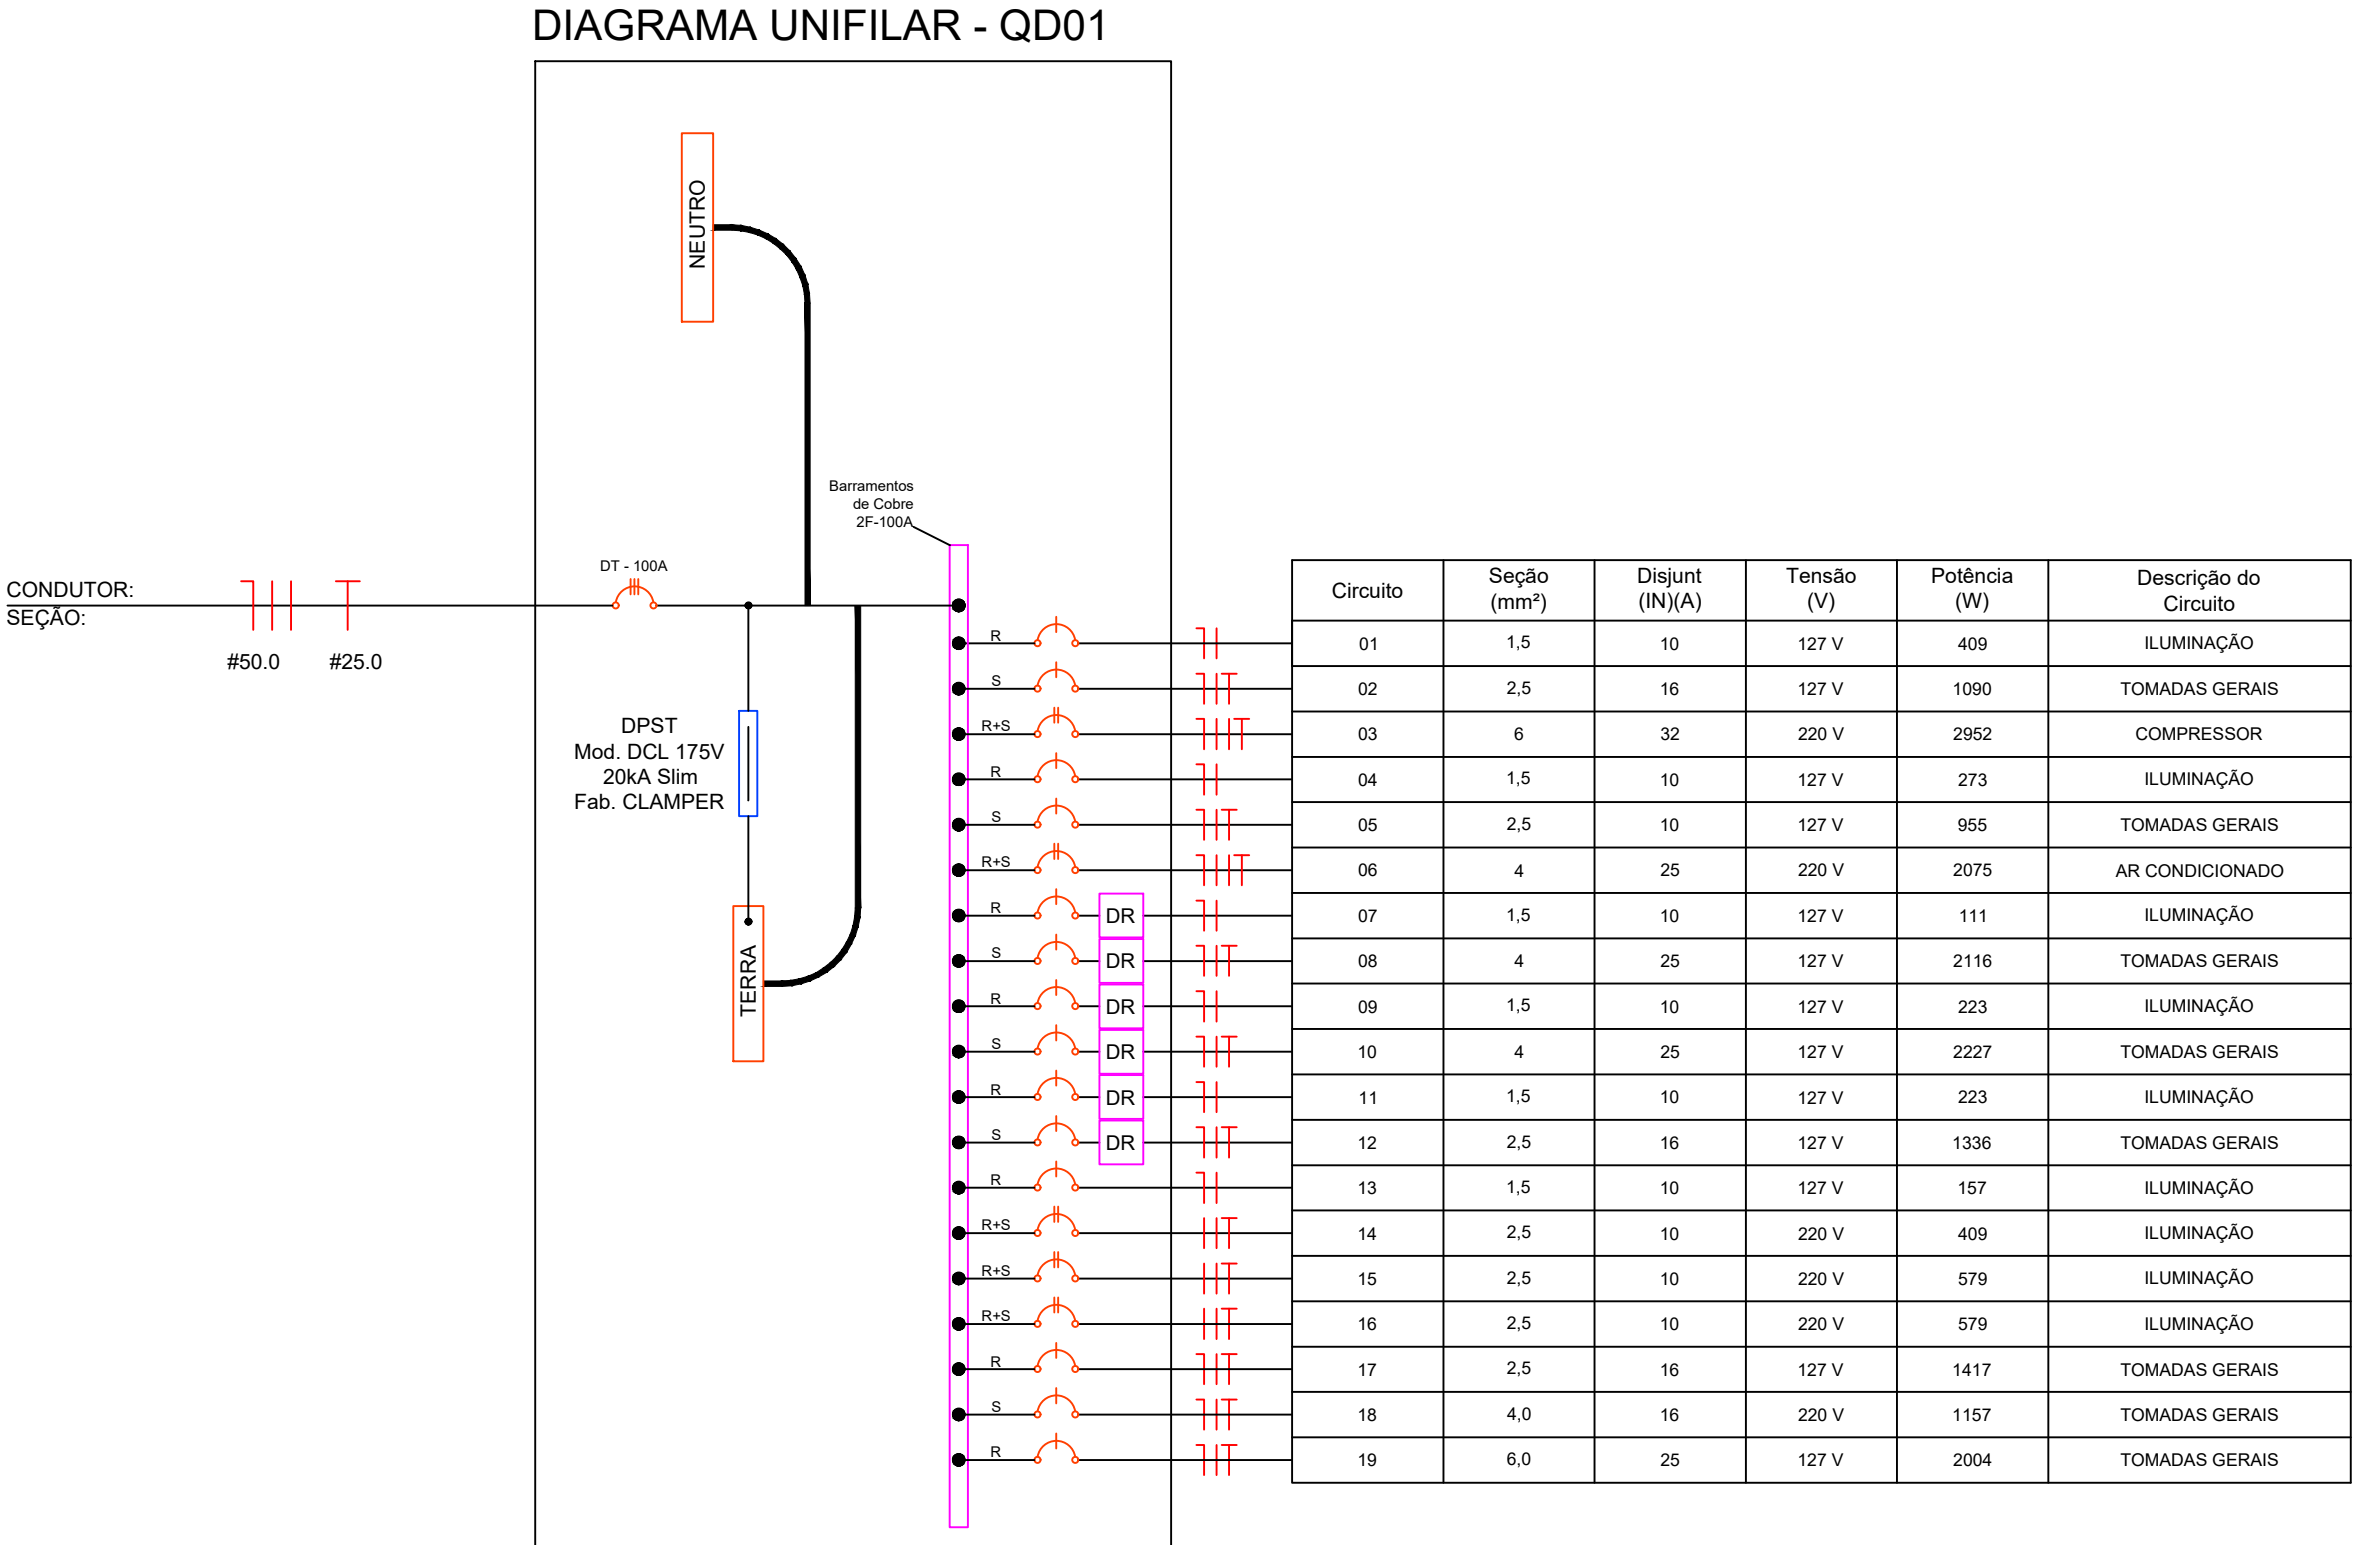 DIAGRAMA UNIFILAR - QD01
NEUTRO
Barramentos
de Cobre
2F-100A
DT - 100A
CONDUTOR:
SEÇÃO:
#50.0 #25.0
DPST
Mod. DCL 175V
20kA Slim
Fab. CLAMPER
TERRA
Circuito Seção (mm²) Disjunt (IN)(A) Tensão (V) Potência (W) Descrição do Circuito
R 01 1,5 10 127 V 409 ILUMINAÇÃO
S 02 2,5 16 127 V 1090 TOMADAS GERAIS
R+S 03 6 32 220 V 2952 COMPRESSOR
R 04 1,5 10 127 V 273 ILUMINAÇÃO
S 05 2,5 10 127 V 955 TOMADAS GERAIS
R+S 06 4 25 220 V 2075 AR CONDICIONADO
R DR 07 1,5 10 127 V 111 ILUMINAÇÃO
S DR 08 4 25 127 V 2116 TOMADAS GERAIS
R DR 09 1,5 10 127 V 223 ILUMINAÇÃO
S DR 10 4 25 127 V 2227 TOMADAS GERAIS
R DR 11 1,5 10 127 V 223 ILUMINAÇÃO
S DR 12 2,5 16 127 V 1336 TOMADAS GERAIS
R 13 1,5 10 127 V 157 ILUMINAÇÃO
R+S 14 2,5 10 220 V 409 ILUMINAÇÃO
R+S 15 2,5 10 220 V 579 ILUMINAÇÃO
R+S 16 2,5 10 220 V 579 ILUMINAÇÃO
R 17 2,5 16 127 V 1417 TOMADAS GERAIS
S 18 4,0 16 220 V 1157 TOMADAS GERAIS
R 19 6,0 25 127 V 2004 TOMADAS GERAIS